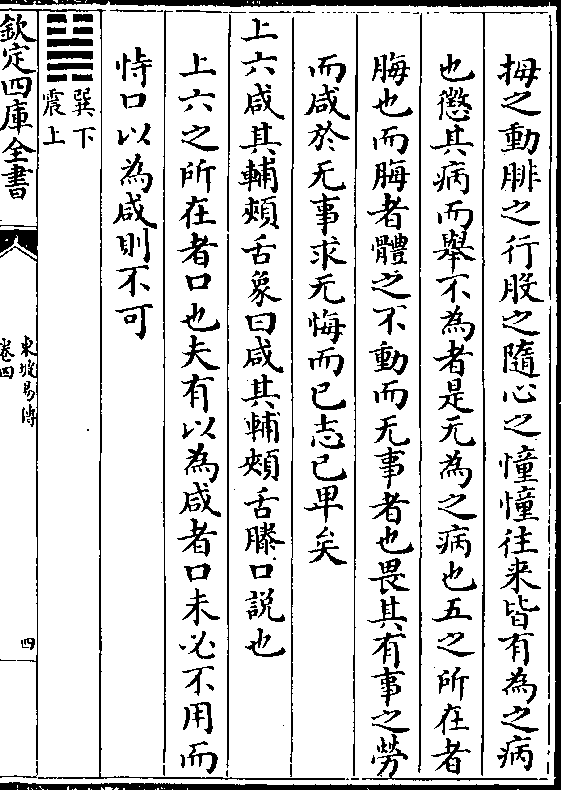 拇之動腓之行股之隨心之憧憧往来皆有為之病
也懲其病而舉不為者是无為之病也五之所在者
脢也而脢者體之不動而无事者也畏其有事之勞
而咸於无事求无悔而已志已卑矣
上六咸其輔頰舌象曰咸其輔頰舌滕口説也
上六之所在者口也夫有以為咸者口未必不用而
恃口以為咸則不可
巽下
震上
欽定四庫全書
東坡易傳
卷四
四